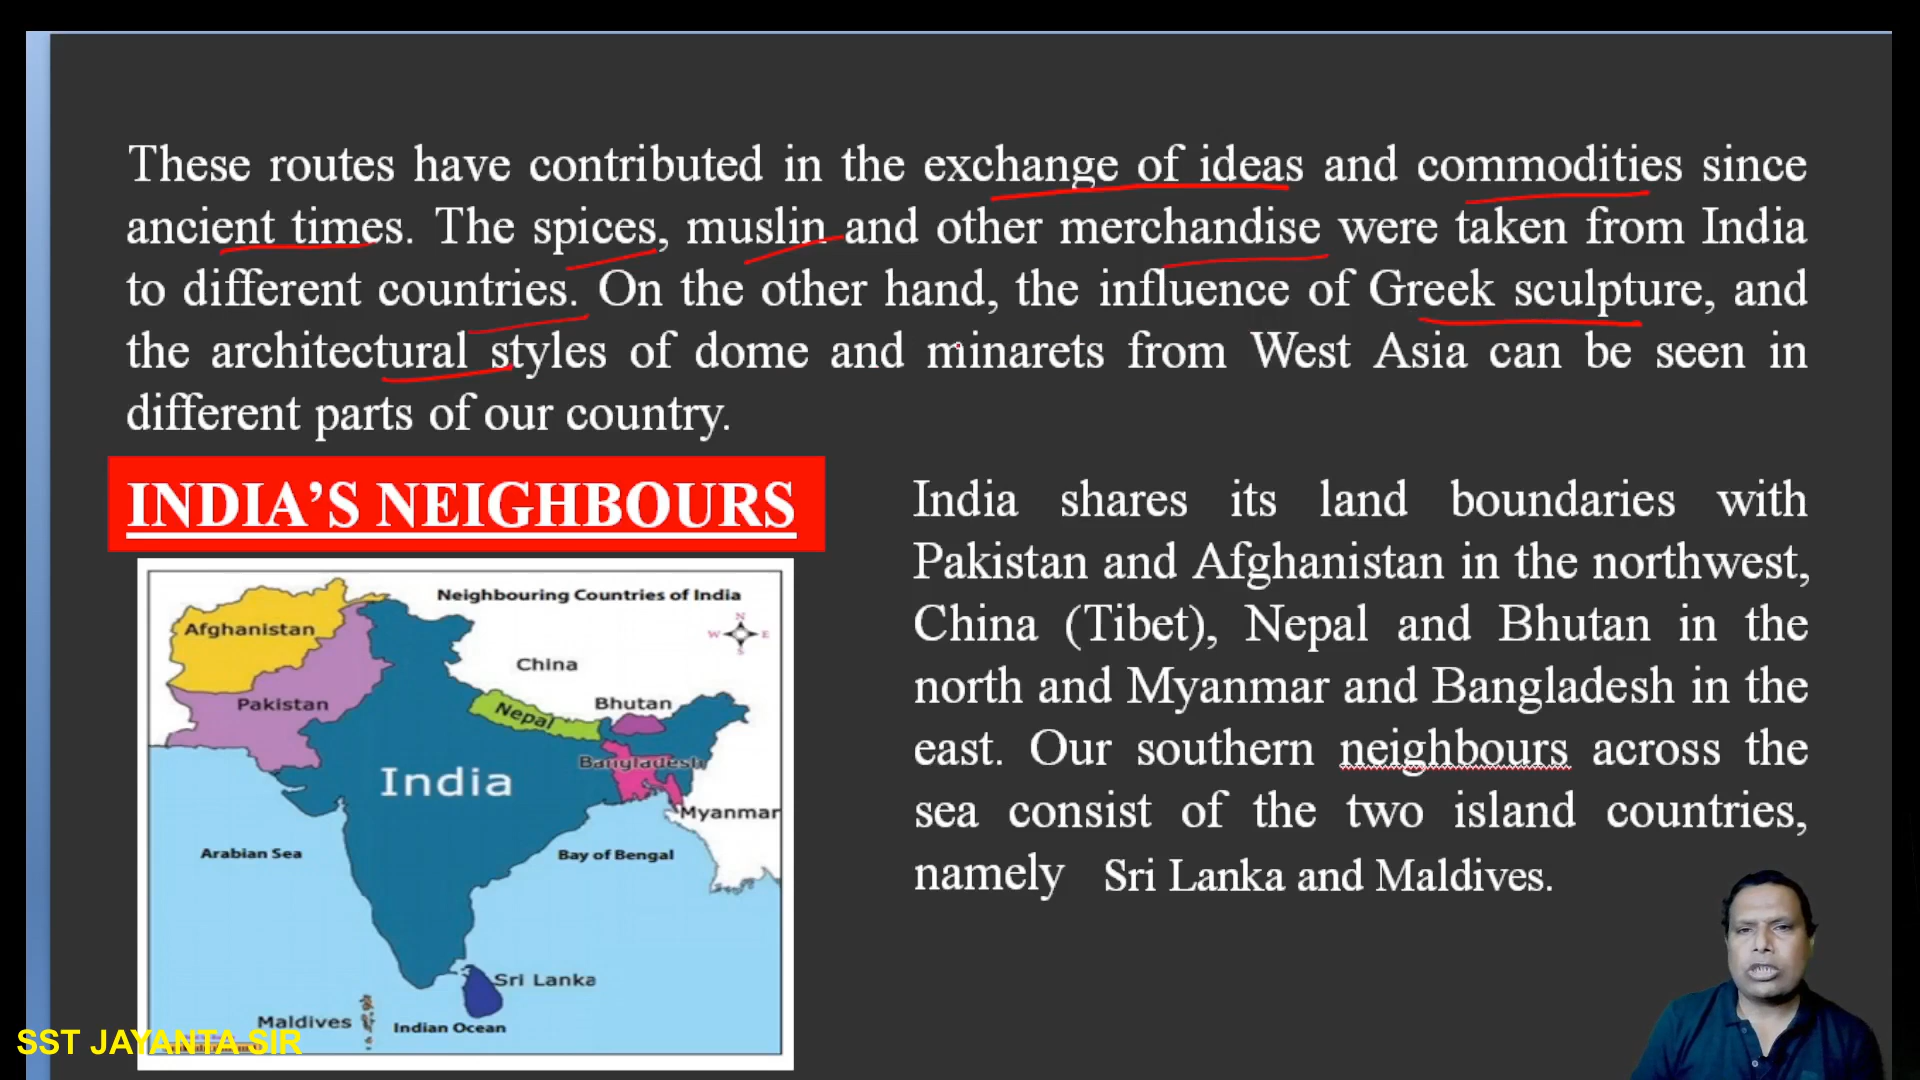 These routes have contributed in the exchange of ideas and commodities since
ancient times. The spices, muslin and other merchandise were taken from India
to different countries. On the other hand, the influence of Greek sculpture, and
the architectural styles of dome and minarets from West Asia can be seen in
different parts of our country.
INDIA’S NEIGHBOURS
Neighbouring Countries of India
N
W E
S
Afghanistan
China
Pakistan
Nepal
Bhutan
Bangladesh
India
Myanmar
Arabian Sea
Bay of Bengal
Sri Lanka
Maldives
Indian Ocean
India shares its land boundaries with
Pakistan and Afghanistan in the northwest,
China (Tibet), Nepal and Bhutan in the
north and Myanmar and Bangladesh in the
east. Our southern neighbours across the
sea consist of the two island countries,
namely Sri Lanka and Maldives.
SST JAYANTA SIR